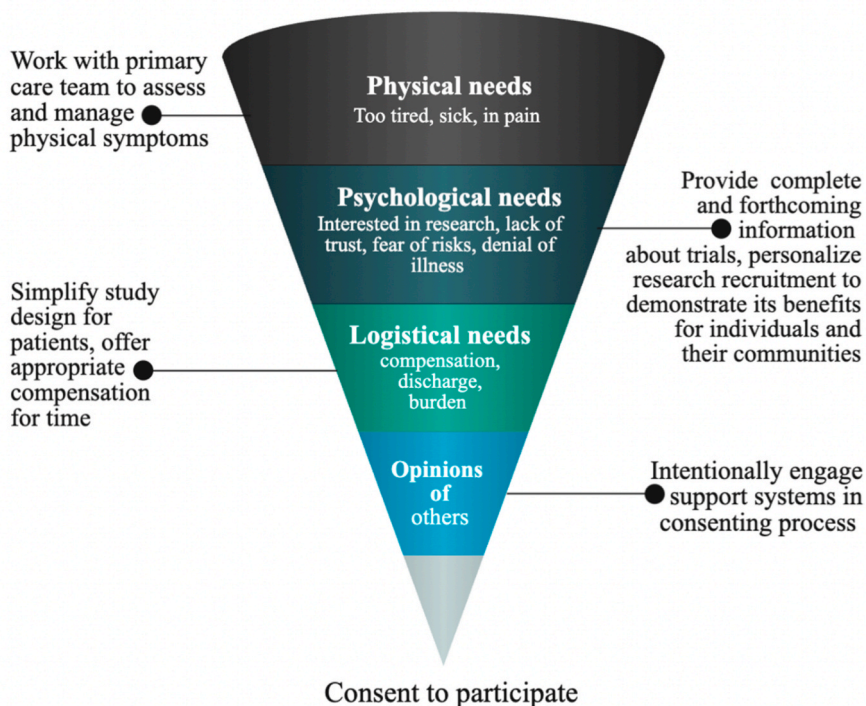 Work with primary
care team to assess
and manage
physical symptoms
Physical needs
Too tired, sick, in pain
Psychological needs
Interested in research, lack of
trust, fear of risks, denial of
illness
Provide complete
and forthcoming
information
about trials, personalize
research recruitment to
demonstrate its benefits
for individuals and
their communities
Simplify study
design for
patients, offer
appropriate
compensation
for time
Logistical needs
compensation,
discharge,
burden
Opinions
of
others
Intentionally engage
support systems in
consenting process
Consent to participate